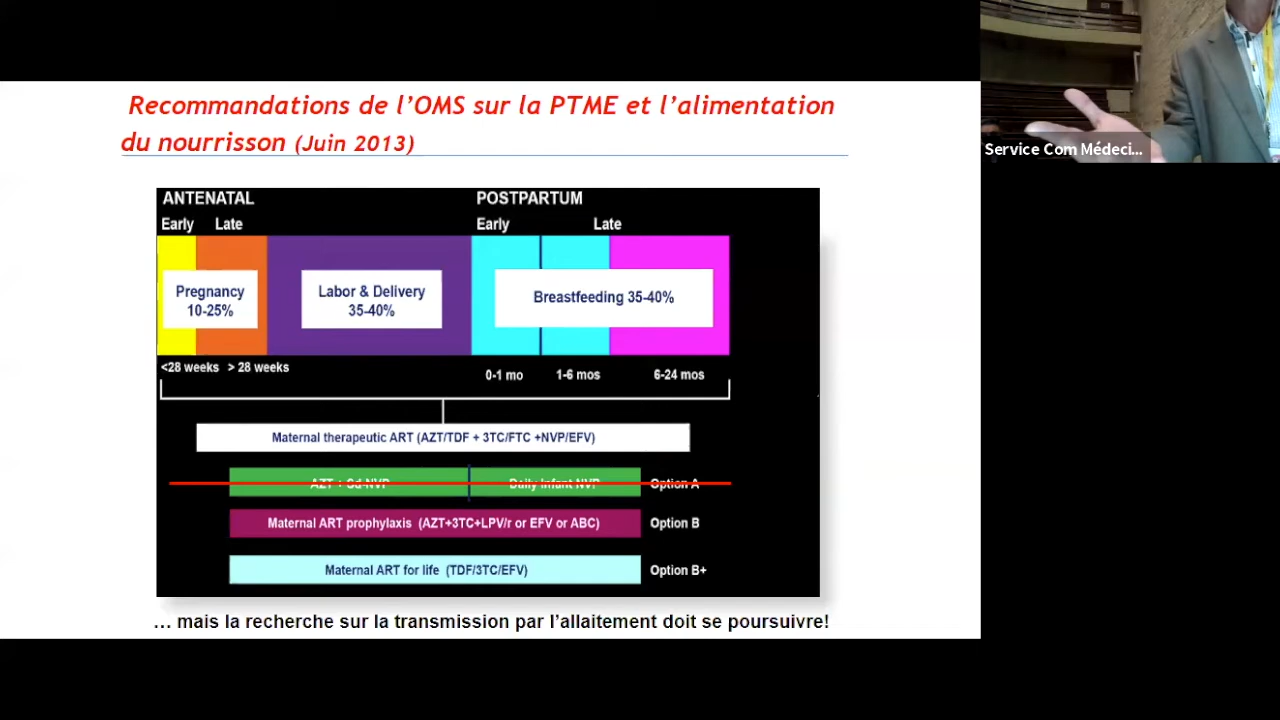 Recommandations de l'OMS sur la PTME et l'alimentation
du nourrisson (Juin 2013)
Service Com Médeci...
ANTENATAL
POSTPARTUM
Early Late
Early Late
Pregnancy
10-25%
Labor & Delivery
35-40%
Breastfeeding 35-40%
<28 weeks > 28 weeks
0-1 mo 1-6 mos 6-24 mos
Maternal therapeutic ART (AZT/TDF + 3TC/FTC +NVP/EFV)
AZT + Sd NVP Daily Infant NVP Option A
Maternal ART prophylaxis (AZT+3TC+LPV/r or EFV or ABC) Option B
Maternal ART for life (TDF/3TC/EFV) Option B+
... mais la recherche sur la transmission par l'allaitement doit se poursuivre!